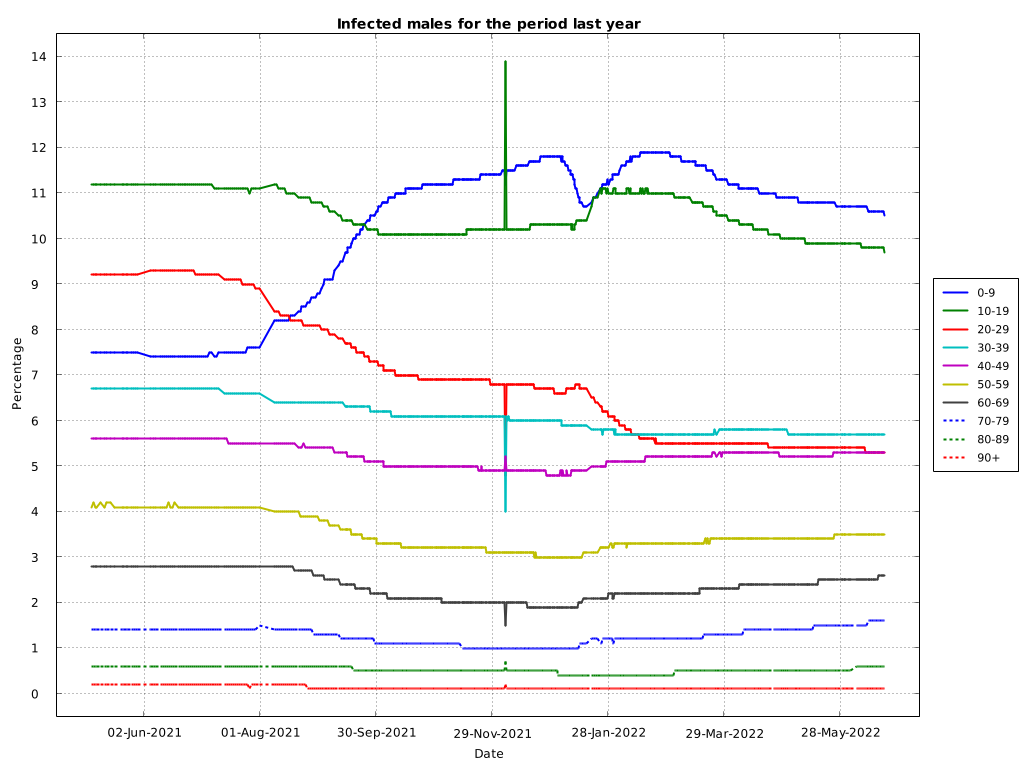 Infected males for the period last year
14
13
12
11
10
9
8
7
6
5
4
3
2
1
0
Percentage
02-Jun-2021
01-Aug-2021
30-Sep-2021
29-Nov-2021
28-Jan-2022
29-Mar-2022
28-May-2022
Date
0-9
10-19
20-29
30-39
40-49
50-59
60-69
70-79
80-89
90+